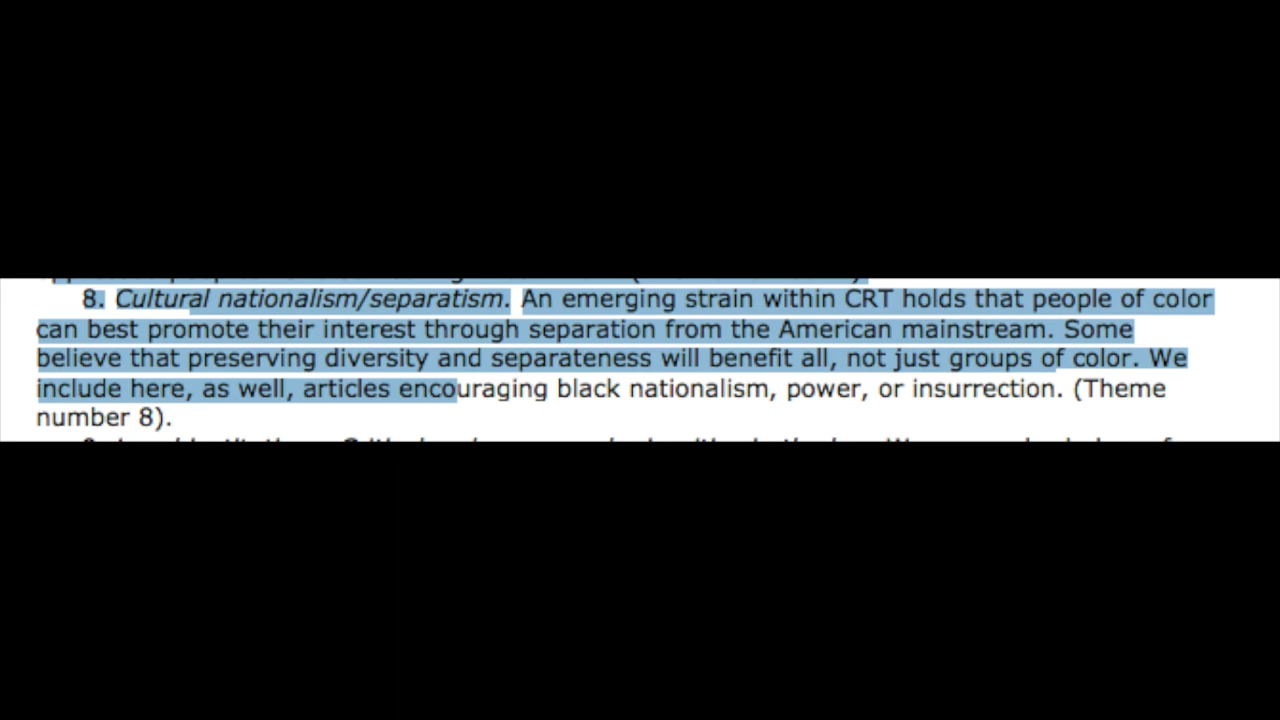 8. Cultural nationalism/separatism. An emerging strain within CRT holds that people of color
can best promote their interest through separation from the American mainstream. Some
believe that preserving diversity and separateness will benefit all, not just groups of color. We
include here, as well, articles encouraging black nationalism, power, or insurrection. (Theme
number 8).